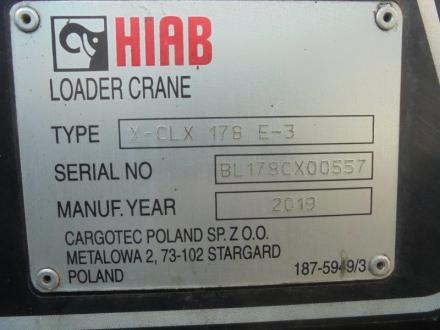 HIAB
LOADER CRANE
TYPE X-CLX 178 E-3
SERIAL NO BL178CX00557
MANUF. YEAR 2019
CARGOTEC POLAND SP. Z O.O.
METALOWA 2, 73-102 STARGARD
POLAND 187-5949/3